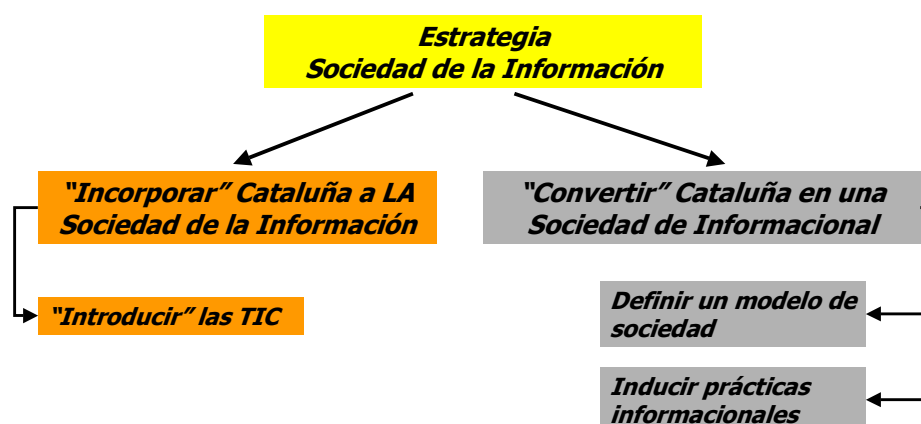 Estrategia
Sociedad de la Información
“Incorporar” Cataluña a LA
Sociedad de la Información
“Convertir” Cataluña en una
Sociedad de Informacional
“Introducir” las TIC
Definir un modelo de
sociedad
Inducir prácticas
informacionales